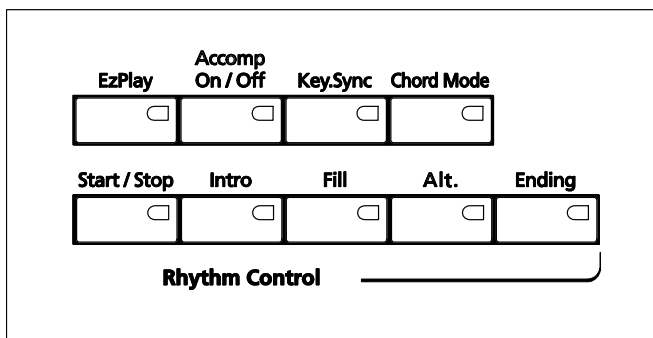 Accomp
EzPlay On / Off Key.Sync Chord Mode
Start / Stop Intro Fill Alt. Ending
Rhythm Control